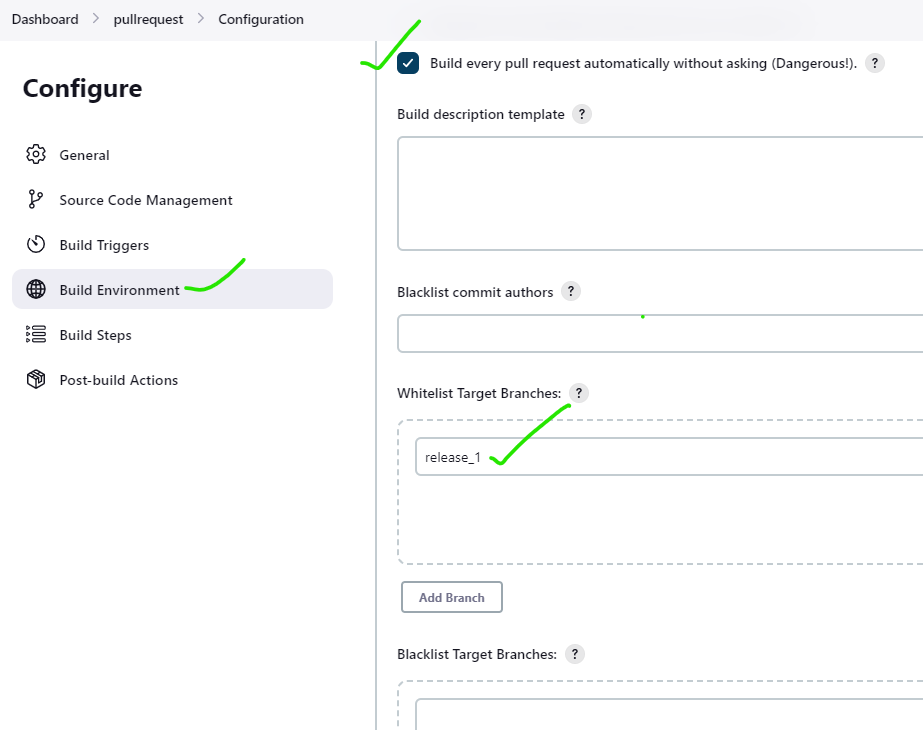 Dashboard > pullrequest > Configuration
Configure
General
Source Code Management
Build Triggers
Build Environment
Build Steps
Post-build Actions
Build every pull request automatically without asking (Dangerous!). ?
Build description template ?
Blacklist commit authors ?
Whitelist Target Branches: ?
release_1
Add Branch
Blacklist Target Branches: ?